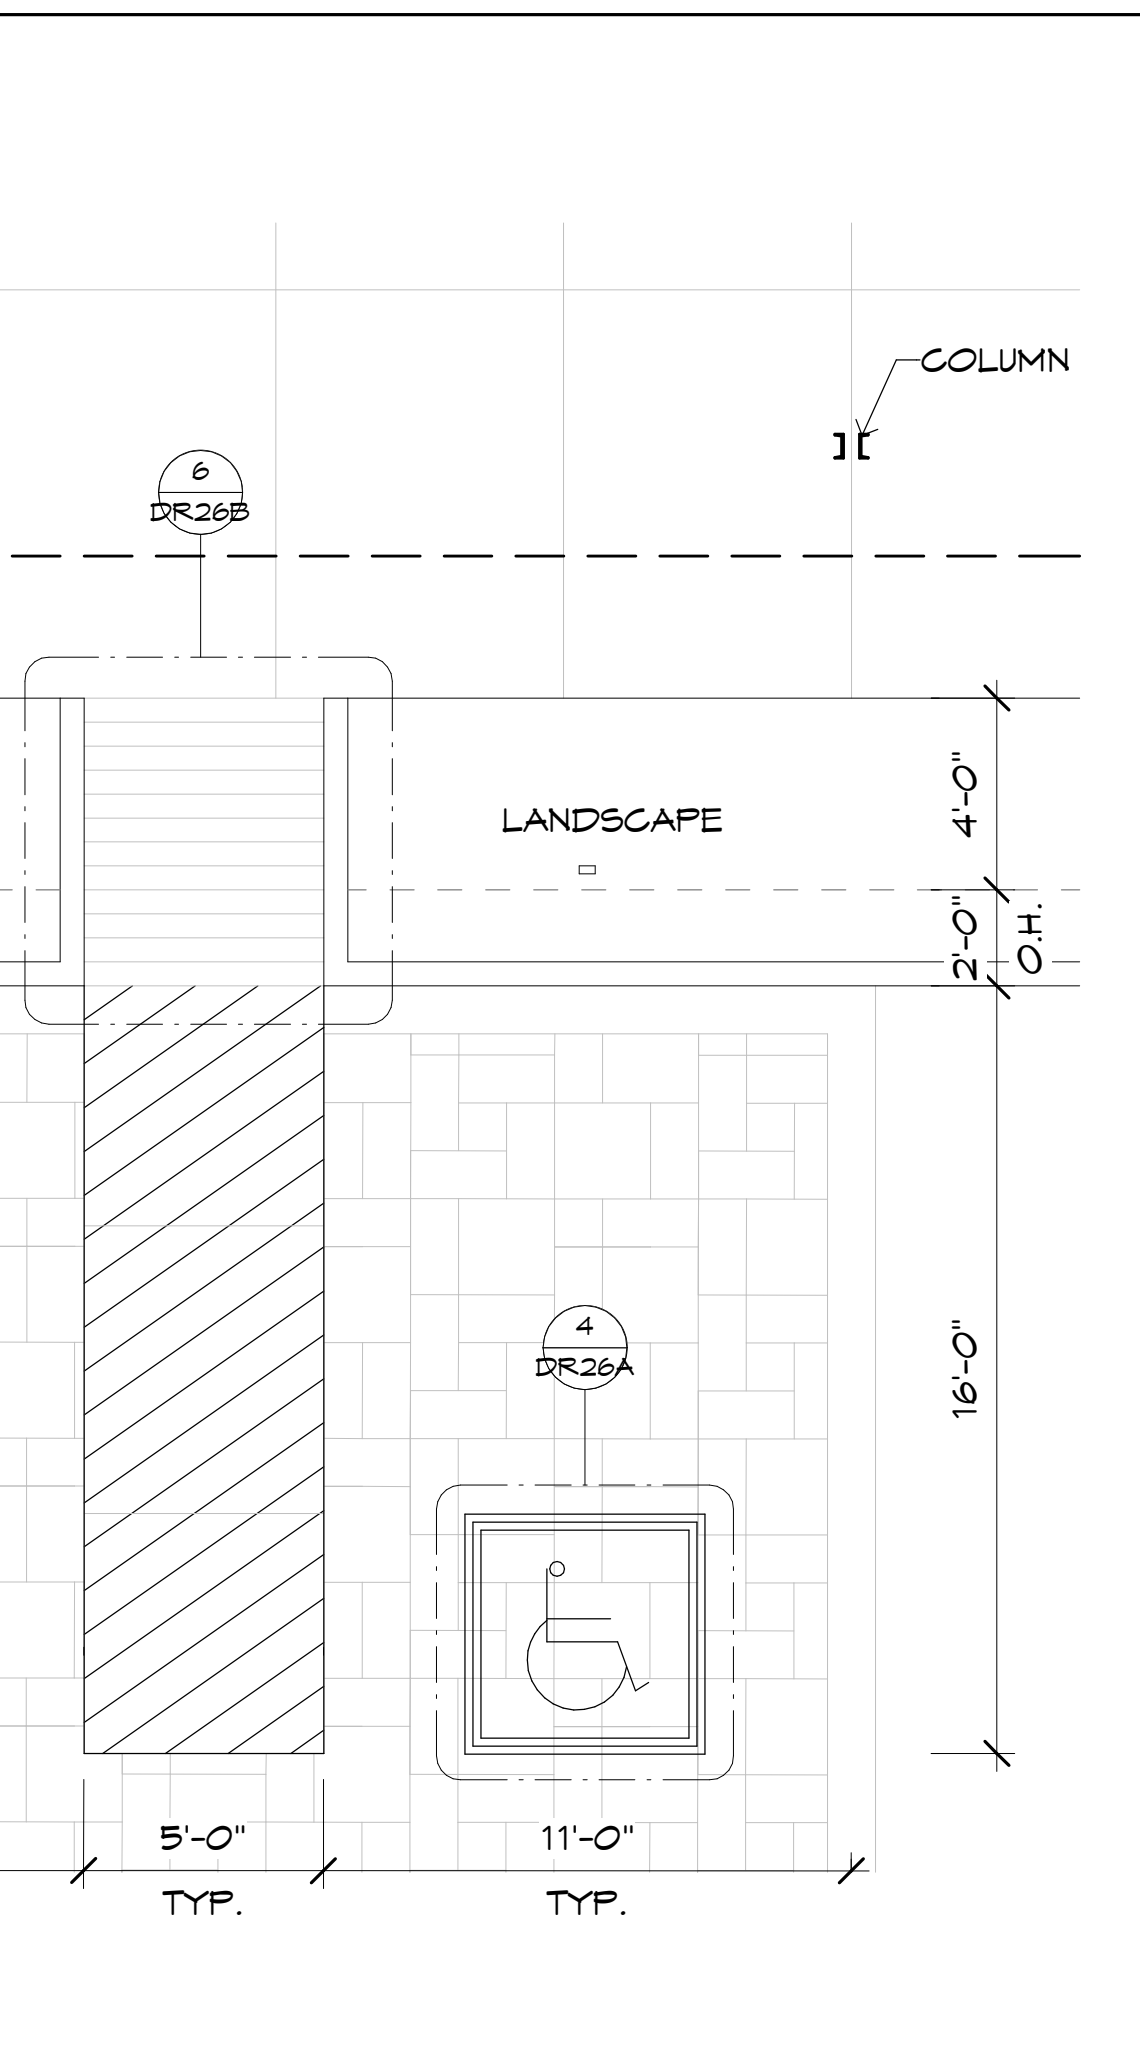 COLUMN
6
DR26B
4'-0"
LANDSCAPE
2'-0"
O.H.
16'-0"
4
DR26A
5'-0"
TYP.
11'-0"
TYP.